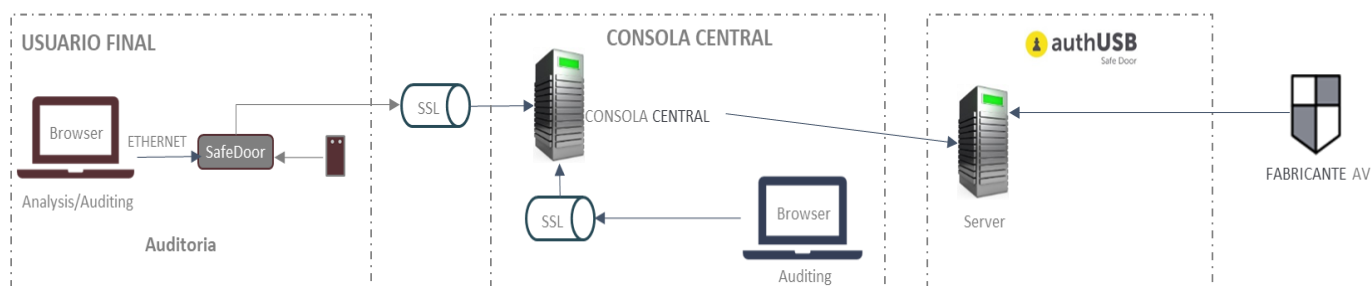 USUARIO FINAL
Browser
ETHERNET
SafeDoor
Analysis/Auditing
Auditoria
SSL
CONSOLA CENTRAL
CONSOLA CENTRAL
SSL
Browser
Auditing
authUSB
Safe Door
Server
FABRICANTE AV